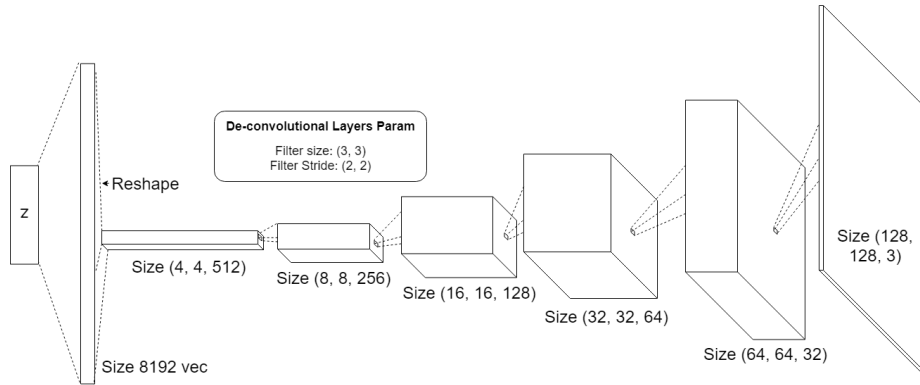 z
Size 8192 vec
Reshape
Size (4, 4, 512)
De-convolutional Layers Param
Filter size: (3, 3)
Filter Stride: (2, 2)
Size (8, 8, 256)
Size (16, 16, 128)
Size (32, 32, 64)
Size (64, 64, 32)
Size (128,
128, 3)